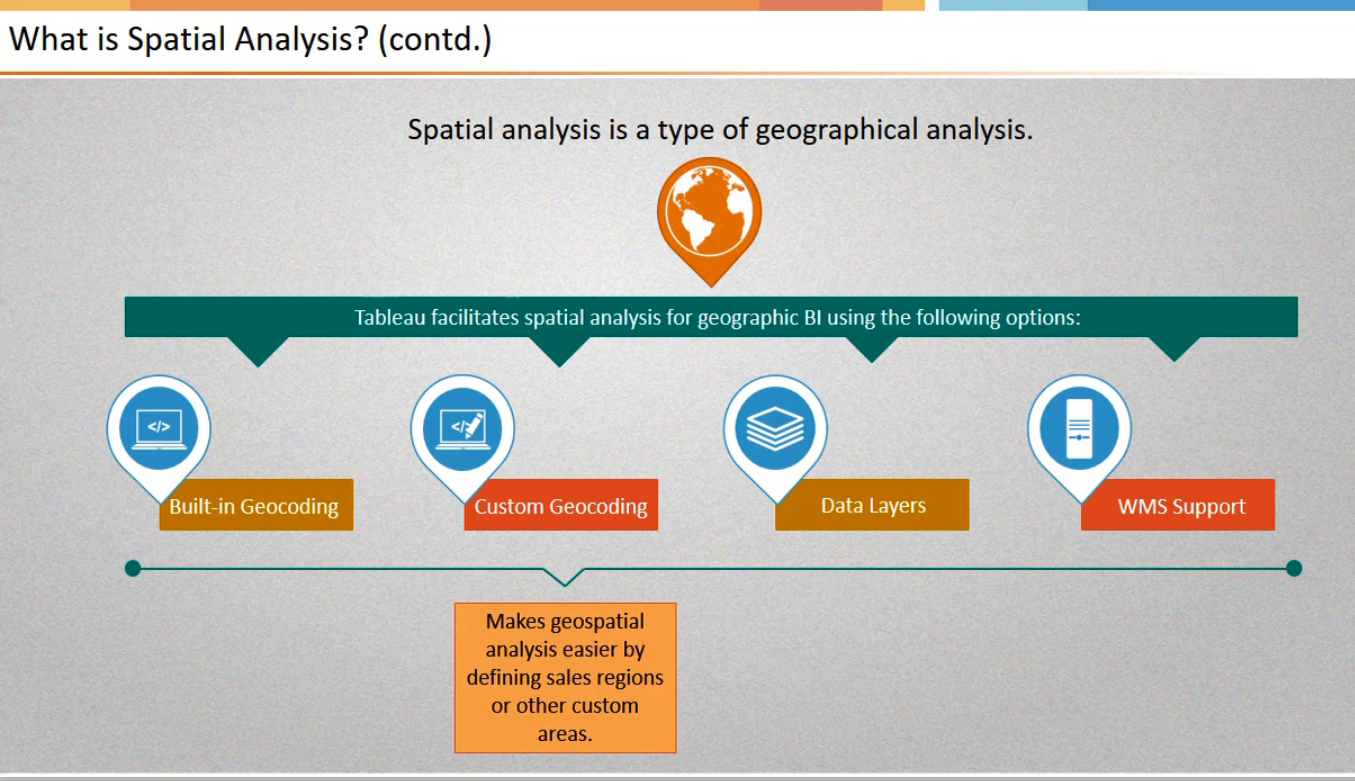 What is Spatial Analysis? (contd.)
Spatial analysis is a type of geographical analysis.
Tableau facilitates spatial analysis for geographic BI using the following options:
</>
</>
Built-in Geocoding
Custom Geocoding
Data Layers
WMS Support
Makes geospatial
analysis easier by
defining sales regions
or other custom
areas.